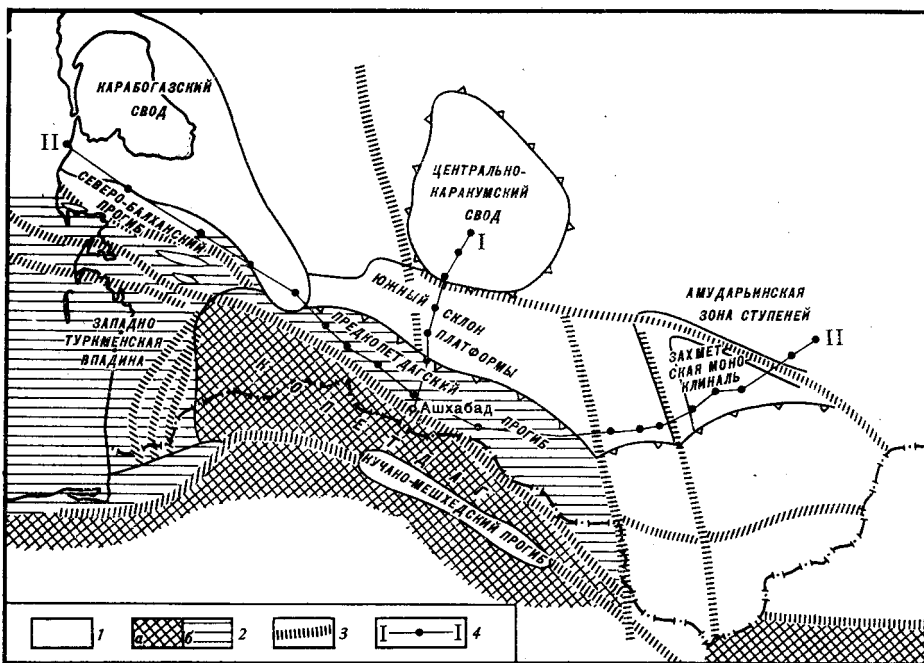 КАРАБОГАЗСКИЙ
СВОД
II
ЦЕНТРАЛЬНО-
КАРАКУМСКИЙ
СВОД
I
СЕВЕРО-БАЛХАНСКИЙ
ПРОГИБ
ЮЖНЫЙ
СКЛОН
ПЛАТФОРМЫ
АМУДАРЬИНСКАЯ
ЗОНА СТУПЕНЕЙ
II
ЗАПАДНО
ТУРКМЕНСКАЯ
ВПАДИНА
ПРЕДКОПЕТДАГСКИЙ
ПРОГИБ
ЗАХМЕТ-
СКАЯ МОНО-
КЛИНАЛЬ
Ашхабад
КОПЕТДАГ
КУЧАНО-МЕШХЕДСКИЙ ПРОГИБ
1
а
б
2
3
I
I
4